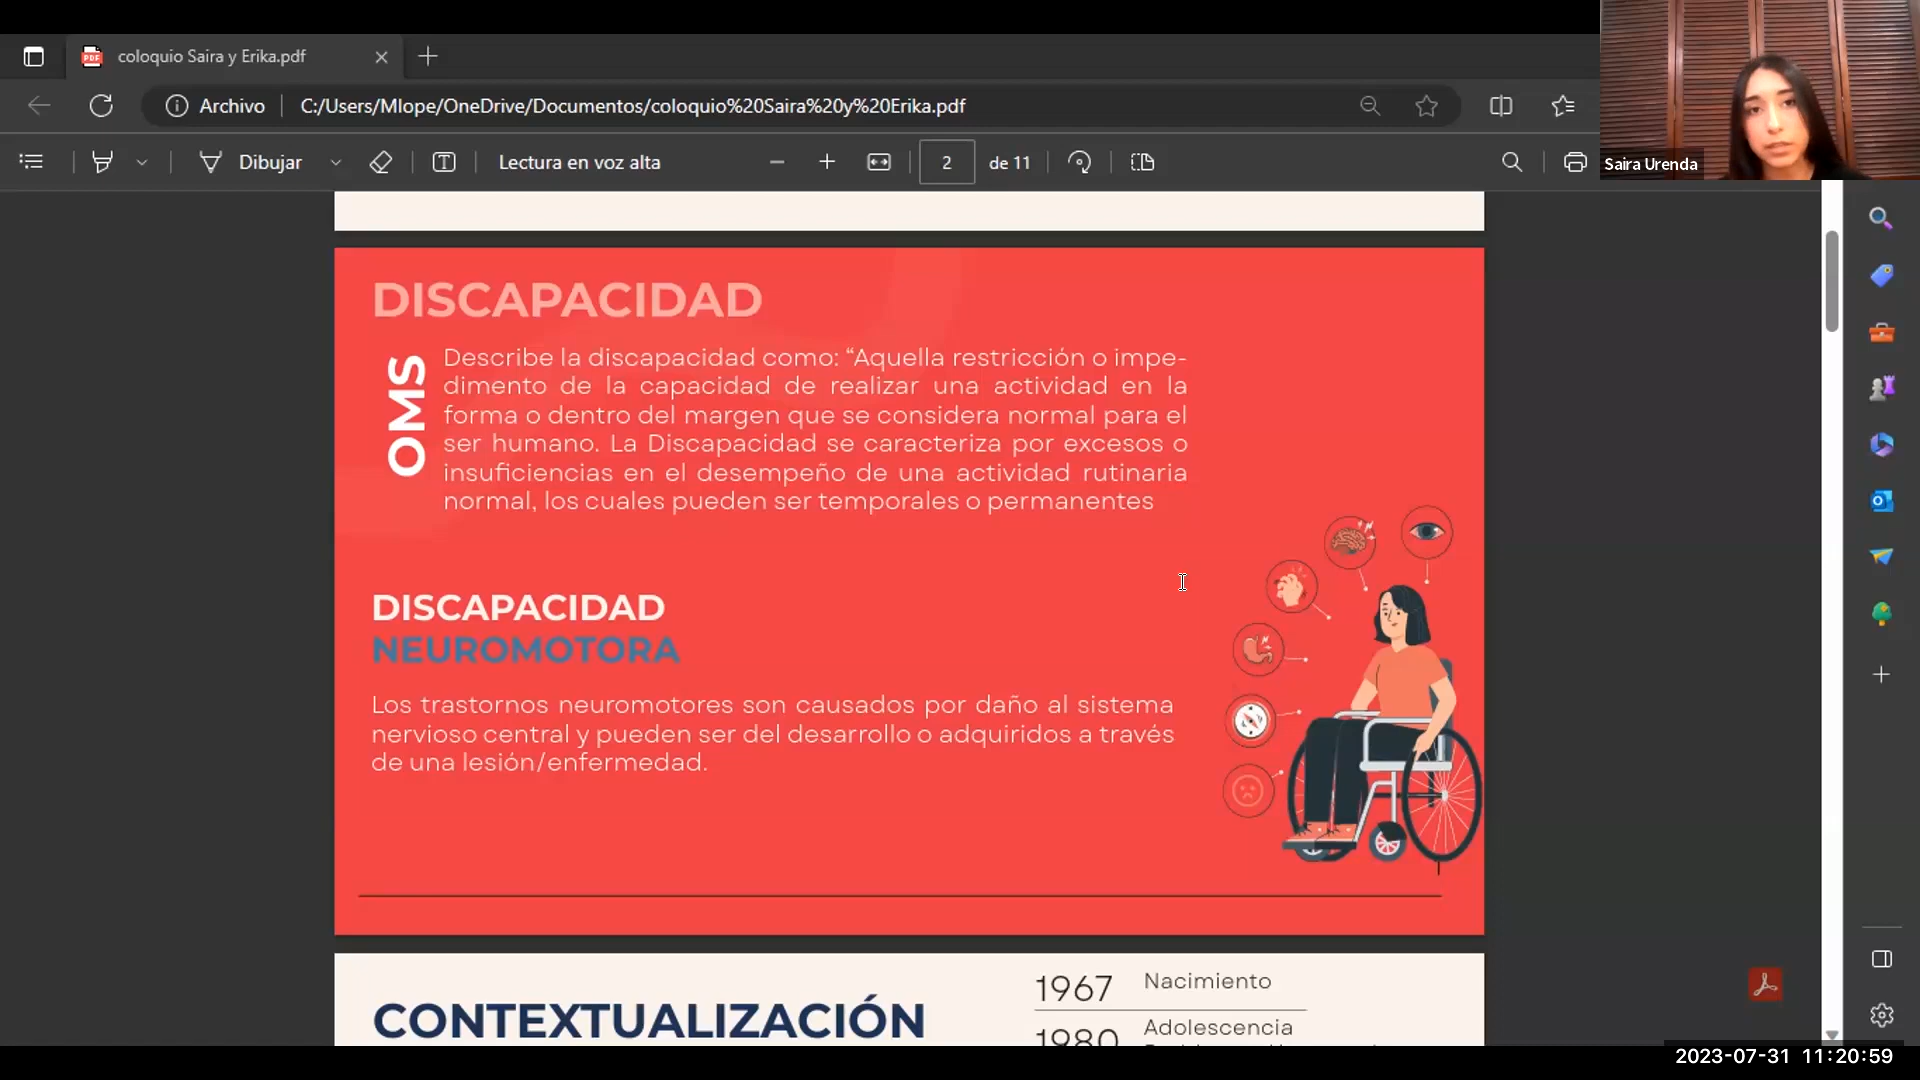 coloquio Saira y Erika.pdf
Archivo
C:/Users/Mlope/OneDrive/Documentos/coloquio%20Saira%20y%20Erika.pdf
Dibujar
Lectura en voz alta
2
de 11
Saira Urenda
DISCAPACIDAD
OMS
Describe la discapacidad como: “Aquella restricción o impe-
dimento de la capacidad de realizar una actividad en la
forma o dentro del margen que se considera normal para el
ser humano. La Discapacidad se caracteriza por excesos o
insuficiencias en el desempeño de una actividad rutinaria
normal, los cuales pueden ser temporales o permanentes
DISCAPACIDAD
NEUROMOTORA
Los trastornos neuromotores son causados por daño al sistema
nervioso central y pueden ser del desarrollo o adquiridos a través
de una lesión/enfermedad.
CONTEXTUALIZACIÓN
1967 Nacimiento
1980 Adolescencia
2023-07-31 11:20:59